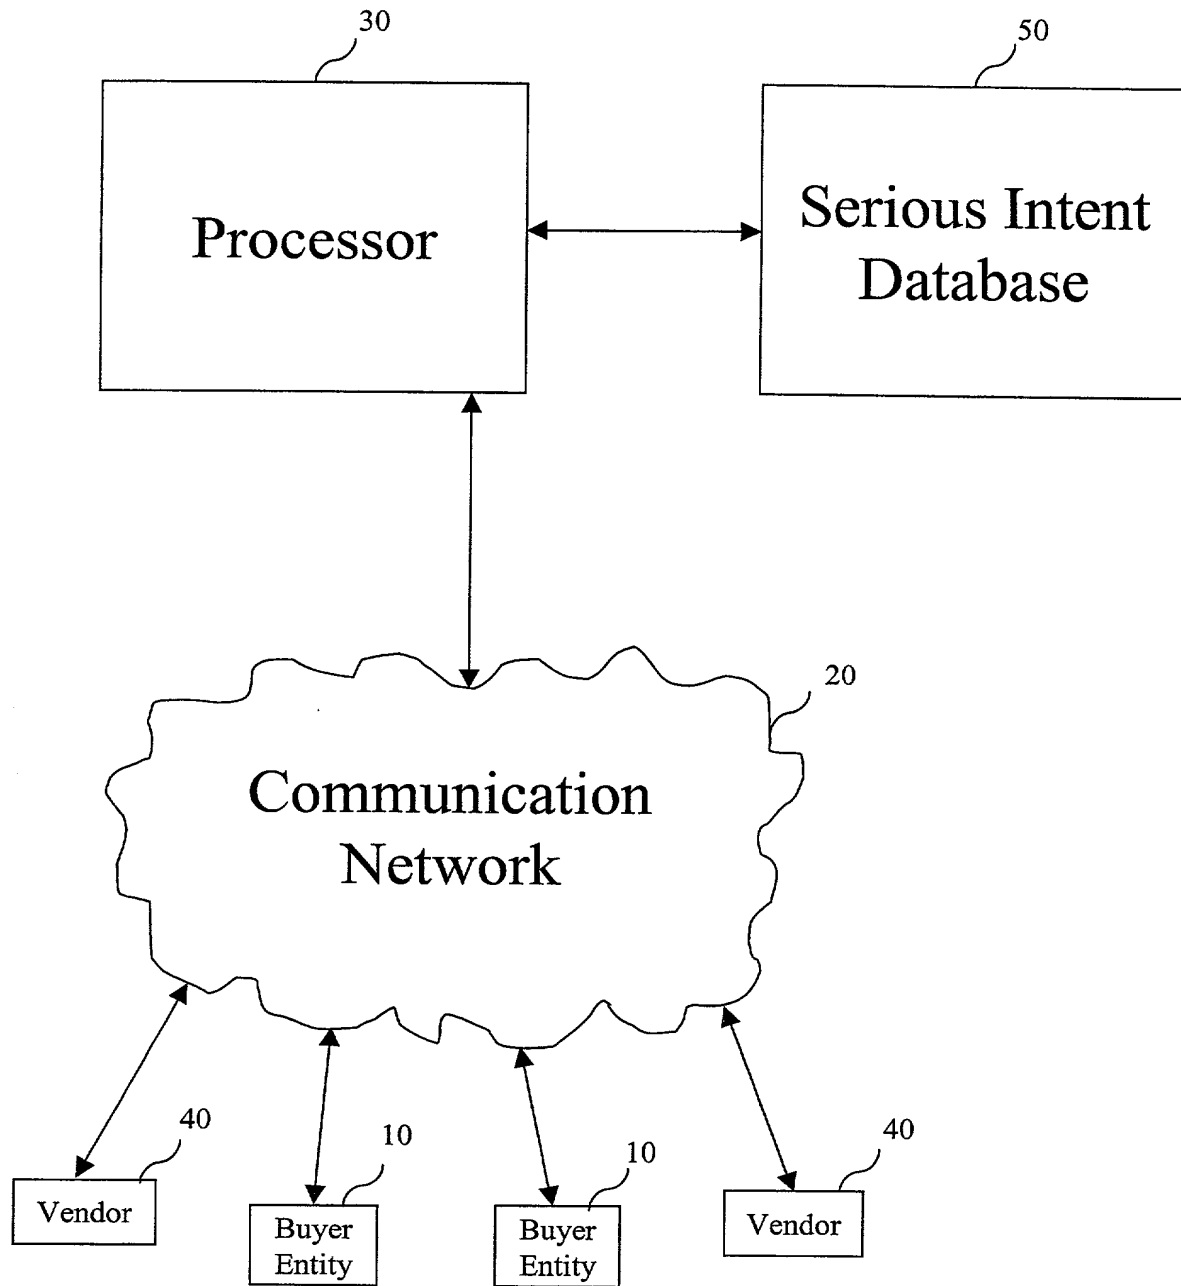 30
50
Processor
Serious Intent
Database
20
Communication
Network
40
10
10
40
Vendor
Buyer
Entity
Buyer
Entity
Vendor